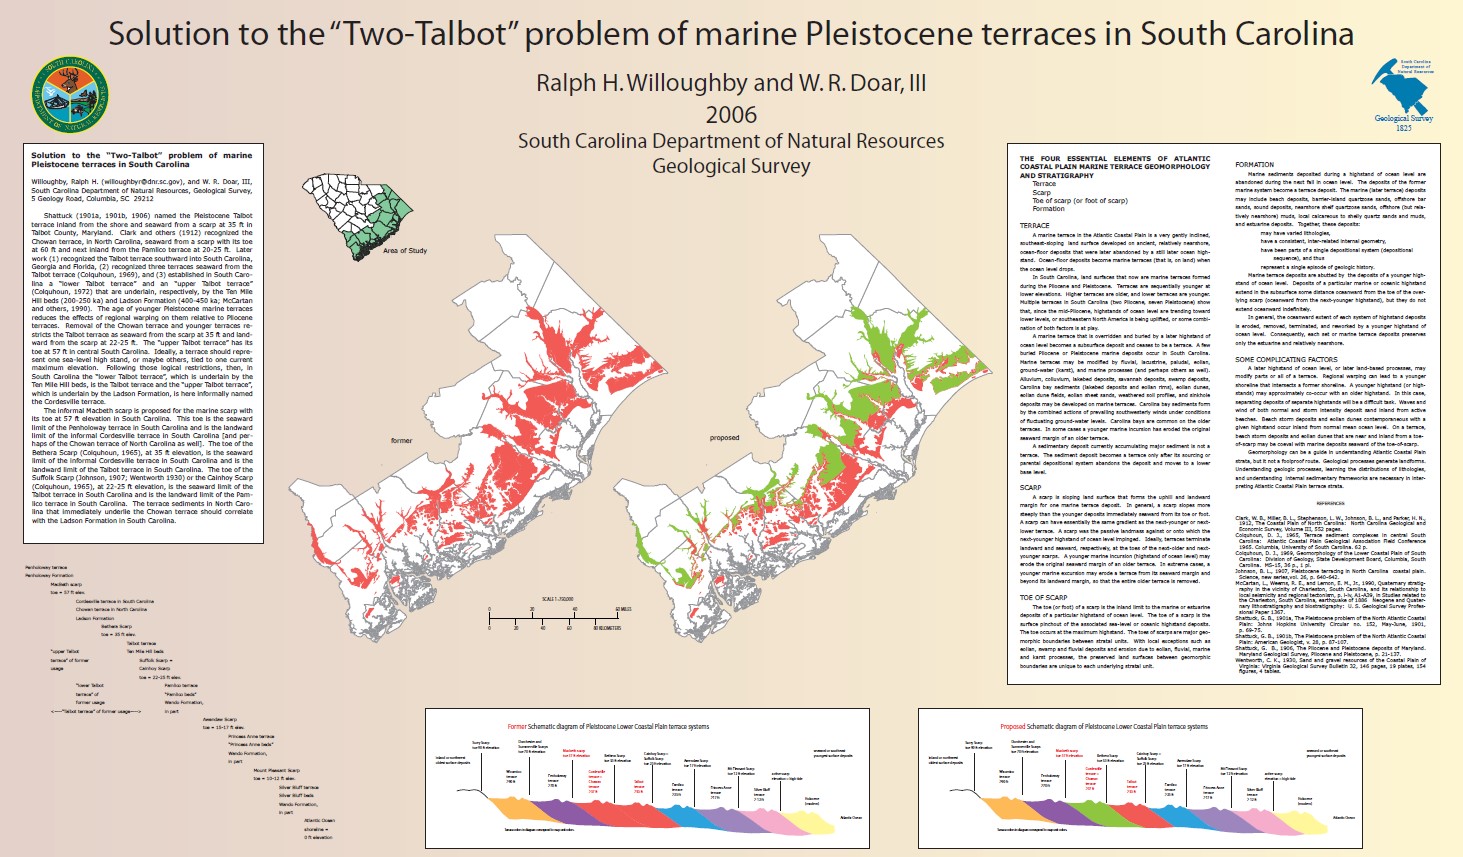 Solution to the “Two-Talbot” problem of marine Pleistocene terraces in South Carolina
Ralph H. Willoughby and W. R. Doar, III
2006
South Carolina Department of Natural Resources
Geological Survey
South Carolina
Department of
Natural Resources
Geological Survey
1825
Solution to the “Two-Talbot” problem of marine
Pleistocene terraces in South Carolina
Willoughby, Ralph H. (willoughbyr@dnr.sc.gov), and W. R. Doar, III,
South Carolina Department of Natural Resources, Geological Survey,
5 Geology Road, Columbia, SC 29212
Shattuck (1901a, 1901b, 1906) named the Pleistocene Talbot
terrace inland from the shore and seaward from a scarp at 35 ft in
Talbot County, Maryland. Clark and others (1912) recognized the
Chowan terrace, in North Carolina, seaward from a scarp with its toe
at 60 ft and next inland from the Pamlico terrace at 20-25 ft. Later
work (1) recognized the Talbot terrace southward into South Carolina,
Georgia and Florida, (2) recognized three terraces seaward from the
Talbot terrace (Colquhoun, 1969), and (3) established in South Caro-
lina a “lower Talbot terrace” and an “upper Talbot terrace”
(Colquhoun, 1972) that are underlain, respectively, by the Ten Mile
Hill beds (200-250 ka) and Ladson Formation (400-450 ka; McCartan
and others, 1990). The age of younger Pleistocene marine terraces
reduces the effects of regional warping on them relative to Pliocene
terraces. Removal of the Chowan terrace and younger terraces re-
stricts the Talbot terrace as seaward from the scarp at 35 ft and land-
ward from the scarp at 22-25 ft. The “upper Talbot terrace” has its
toe at 57 ft in central South Carolina. Ideally, a terrace should repre-
sent one sea-level high stand, or maybe others, tied to one current
maximum elevation. Following those logical restrictions, then, in
South Carolina the “lower Talbot terrace”, which is underlain by the
Ten Mile Hill beds, is the Talbot terrace and the “upper Talbot terrace”,
which is underlain by the Ladson Formation, is here informally named
the Cordesville terrace.
The informal Macbeth scarp is proposed for the marine scarp with
its toe at 57 ft elevation in South Carolina. This toe is the seaward
limit of the Penholoway terrace in South Carolina and is the landward
limit of the informal Cordesville terrace in South Carolina [and per-
haps the Chowan terrace of North Carolina as well]. The toe of the
Bethera Scarp (Colquhoun, 1965), at 35 ft elevation, is the seaward
limit of the informal Cordesville terrace in South Carolina and is the
landward limit of the Talbot terrace in South Carolina. The toe of the
Suffolk Scarp (Johnson, 1907; Wentworth 1930) or the Cainhoy Scarp
(Colquhoun, 1965), at 22-25 ft elevation, is the seaward limit of the
Talbot terrace in South Carolina and is the landward limit of the Pam-
lico terrace in South Carolina. The terrace sediments in North Caro-
lina that immediately underlie the Chowan terrace should correlate
with the Ladson Formation in South Carolina.
Area of Study
former
proposed
SCALE 1:750,000
0 20 40 60 MILES
0 20 40 60 80 KILOMETERS
THE FOUR ESSENTIAL ELEMENTS OF ATLANTIC
COASTAL PLAIN MARINE TERRACE GEOMORPHOLOGY
AND STRATIGRAPHY
Terrace
Scarp
Toe of scarp (or foot of scarp)
Formation
TERRACE
A marine terrace in the Atlantic Coastal Plain is a very gently inclined,
southeast-sloping land surface developed on ancient, relatively nearshore,
ocean-floor deposits that were later abandoned by a still later ocean high-
stand. Ocean-floor deposits become marine terraces (that is, on land) when
the ocean level drops.
In South Carolina, land surfaces that now are marine terraces formed
during the Pliocene and Pleistocene. Terraces are sequentially younger at
lower elevations. Higher terraces are older, and lower terraces are younger.
Multiple terraces in South Carolina (two Pliocene, seven Pleistocene) show
that, since the mid-Pliocene, highstands of ocean level are trending toward
lower levels, or southeastern North America is being uplifted, or some combi-
nation of both factors is at play.
A marine terrace that is overridden and buried by a later highstand of
ocean level becomes a subsurface deposit and ceases to be a terrace. A few
buried Pliocene or Pleistocene marine deposits occur in South Carolina.
Marine terraces may be modified by fluvial, lacustrine, paludal, eolian,
ground-water (karst), and marine processes (and perhaps others as well).
Alluvium, colluvium, lakebed deposits, savannah deposits, swamp deposits,
Carolina bay sediments (lakebed deposits and eolian rims), eolian dunes,
eolian dune fields, eolian sheet sands, weathered soil profiles, and sinkhole
deposits may be developed on marine terraces. Carolina bay sediments form
by the combined actions of prevailing southwesterly winds under conditions
of fluctuating ground-water levels. Carolina bays are common on the older
terraces. In some cases a younger marine incursion has eroded the original
seaward margin of an older terrace.
A sedimentary deposit currently accumulating major sediment is not a
terrace. The sediment deposit becomes a terrace only after its sourcing or
parental depositional system abandons the deposit and moves to a lower
base level.
SCARP
A scarp is sloping land surface that forms the uphill and landward
margin for one marine terrace deposit. In general, a scarp slopes more
steeply than the younger deposits immediately seaward from its toe or foot.
A scarp can have essentially the same gradient as the next-younger or next-
lower terrace. A scarp was the passive landmass against or onto which the
next-younger highstand of ocean level impinged. Ideally, terraces terminate
landward and seaward, respectively, at the toes of the next-older and next-
younger scarps. A younger marine incursion (highstand of ocean level) may
erode the original seaward margin of an older terrace. In extreme cases, a
younger marine incursion may erode a terrace from its seaward margin and
beyond its landward margin, so that the entire older terrace is removed.
TOE OF SCARP
The toe (or foot) of a scarp is the inland limit to the marine or estuarine
deposits of a particular highstand of ocean level. The toe of a scarp is the
surface pinchout of the associated sea-level or oceanic highstand deposits.
The toe occurs at the maximum highstand. The toes of scarps are major geo-
morphic boundaries between stratal units. With local exceptions such as
eolian, swamp and fluvial deposits and erosion due to eolian, fluvial, marine
and karst processes, the preserved land surfaces between geomorphic
boundaries are unique to each underlying stratal unit.
FORMATION
Marine sediments deposited during a highstand of ocean level are
abandoned during the next fall in ocean level. The deposits of the former
marine system become a terrace deposit. The marine (later terrace) deposits
may include beach deposits, barrier-island quartzose sands, offshore bar
sands, sound deposits, nearshore shelf quartzose sands, offshore (but rela-
tively nearshore) muds, local calcareous to shelly quartz sands and muds,
and estuarine deposits. Together, these deposits:
may have varied lithologies,
have a consistent, inter-related internal geometry,
have been parts of a single depositional system (depositional
sequence), and thus
represent a single episode of geologic history.
Marine terrace deposits are abutted by the deposits of a younger high-
stand of ocean level. Deposits of a particular marine or oceanic highstand
extend in the subsurface some distance oceanward from the toe of the over-
lying scarp (oceanward from the next-younger highstand), but they do not
extend oceanward indefinitely.
In general, the oceanward extent of each system of highstand deposits
is eroded, removed, terminated, and reworked by a younger highstand of
ocean level. Consequently, each set or marine terrace deposits preserves
only the estuarine and relatively nearshore.
SOME COMPLICATING FACTORS
A later highstand of ocean level, or later land-based processes, may
modify parts or all of a terrace. Regional warping can lead to a younger
shoreline that intersects a former shoreline. A younger highstand (or high-
stands) may approximately co-occur with an older highstand. In this case,
separating deposits of separate highstands will be a difficult task. Waves and
wind of both normal and storm intensity deposit sand inland from active
beaches. Beach storm deposits and eolian dunes contemporaneous with a
given highstand occur inland from normal mean ocean level. On a terrace,
beach storm deposits and eolian dunes that are near and inland from a toe-
of-scarp may be coeval with marine deposits seaward of the toe-of-scarp.
Geomorphology can be a guide in understanding Atlantic Coastal Plain
strata, but it not a foolproof route. Geological processes generate landforms.
Understanding geologic processes, learning the distributions of lithologies,
and understanding internal sedimentary frameworks are necessary in inter-
preting Atlantic Coastal Plain terrace strata.
REFERENCES
Clark, W. B., Miller, B. L., Stephenson, L. W., Johnson, B. L., and Parker, H. N.,
1912, The Coastal Plain of North Carolina: North Carolina Geological and
Economic Survey, Volume III, 552 pages.
Colquhoun, D. J., 1965, Terrace sediment complexes in central South
Carolina: Atlantic Coastal Plain Geological Association Field Conference
1965. Columbia, University of South Carolina. 62 p.
Colquhoun, D. J., 1969, Geomorphology of the Lower Coastal Plain of South
Carolina: Division of Geology, State Development Board, Columbia, South
Carolina. MS-15, 36 p., 1 pl.
Johnson, B. L., 1907, Pleistocene terracing in North Carolina coastal plain.
Science, new series,vol. 26, p. 640-642.
McCartan, L., Weems, R. E., and Lemon, E. M., Jr., 1990, Quaternary stratig-
raphy in the vicinity of Charleston, South Carolina, and its relationship to
local seismicity and regional tectonism, p. I-iv, A1-A39, in Studies related to
the Charleston, South Carolina, earthquake of 1886 Neogene and Quater-
nary lithostratigraphy and biostratigraphy: U. S. Geological Survey Profes-
sional Paper 1367.
Shattuck, G. B., 1901a, The Pleistocene problem of the North Atlantic Coastal
Plain: Johns Hopkins University Circular no. 152, May-June, 1901,
p. 69-75.
Shattuck, G. B., 1901b, The Pleistocene problem of the North Atlantic Coastal
Plain: American Geologist, v. 28, p. 87-107.
Shattuck, G. B., 1906, The Pliocene and Pleistocene deposits of Maryland.
Maryland Geological Survey, Pliocene and Pleistocene, p. 21-137.
Wentworth, C. K., 1930, Sand and gravel resources of the Coastal Plain of
Virginia: Virginia Geological Survey Bulletin 32, 146 pages, 19 plates, 154
figures, 4 tables.
Penholoway terrace
Penholoway Formation
Macbeth scarp
toe = 57 ft elev.
Cordesville terrace in South Carolina
Chowan terrace in North Carolina
Ladson Formation
Bethera Scarp
toe = 35 ft elev.
Talbot terrace
"upper Talbot Ten Mile Hill beds
terrace" of former Suffolk Scarp =
usage Cainhoy Scarp
toe = 22-25 ft elev.
"lower Talbot Pamlico terrace
terrace" of "Pamlico beds"
former usage Wando Formation,
<----"Talbot terrace" of former usage----> in part
Awendaw Scarp
toe = 15-17 ft elev.
Princess Anne terrace
"Princess Anne beds"
Wando Formation,
in part
Mount Pleasant Scarp
toe = 10-12 ft elev.
Silver Bluff terrace
Silver Bluff beds
Wando Formation,
in part
Atlantic Ocean
shoreline =
0 ft elevation
Former Schematic diagram of Pleistocene Lower Coastal Plain terrace systems
Atlantic Ocean
Proposed Schematic diagram of Pleistocene Lower Coastal Plain terrace systems
Atlantic Ocean